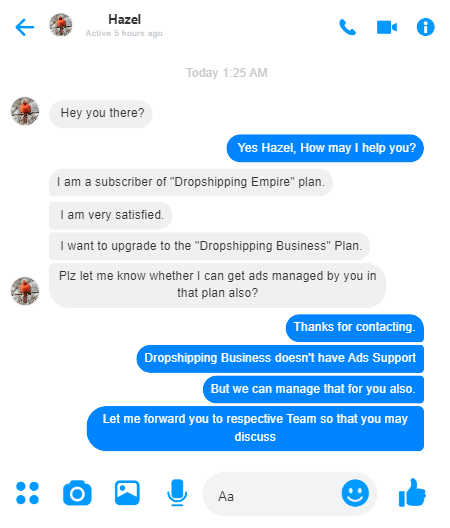 Hazel
Active 5 hours ago
Today 1:25 AM
Hey you there?
Yes Hazel, How may I help you?
I am a subscriber of "Dropshipping Empire" plan.
I am very satisfied.
I want to upgrade to the "Dropshipping Business" Plan.
Plz let me know whether I can get ads managed by you in
that plan also?
Thanks for contacting.
Dropshipping Business doesn't have Ads Support
But we can manage that for you also.
Let me forward you to respective Team so that you may
discuss
Aa